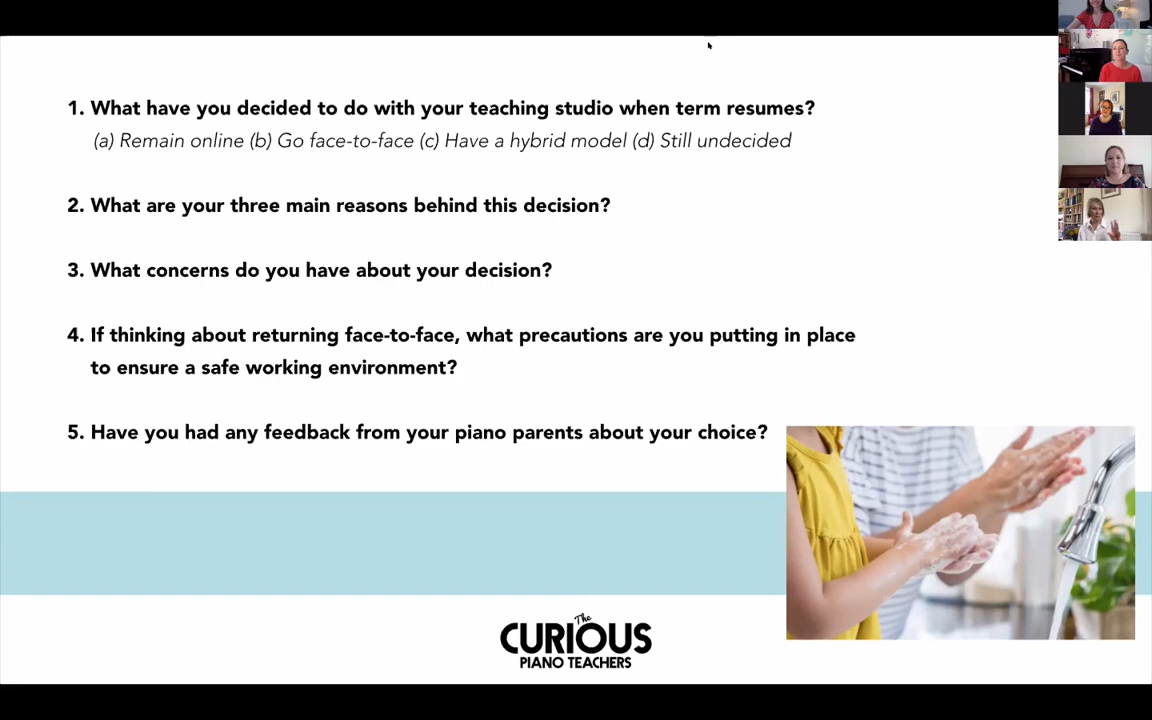 1. What have you decided to do with your teaching studio when term resumes?
(a) Remain online (b) Go face-to-face (c) Have a hybrid model (d) Still undecided
2. What are your three main reasons behind this decision?
3. What concerns do you have about your decision?
4. If thinking about returning face-to-face, what precautions are you putting in place
to ensure a safe working environment?
5. Have you had any feedback from your piano parents about your choice?
The
CURIOUS
PIANO TEACHERS